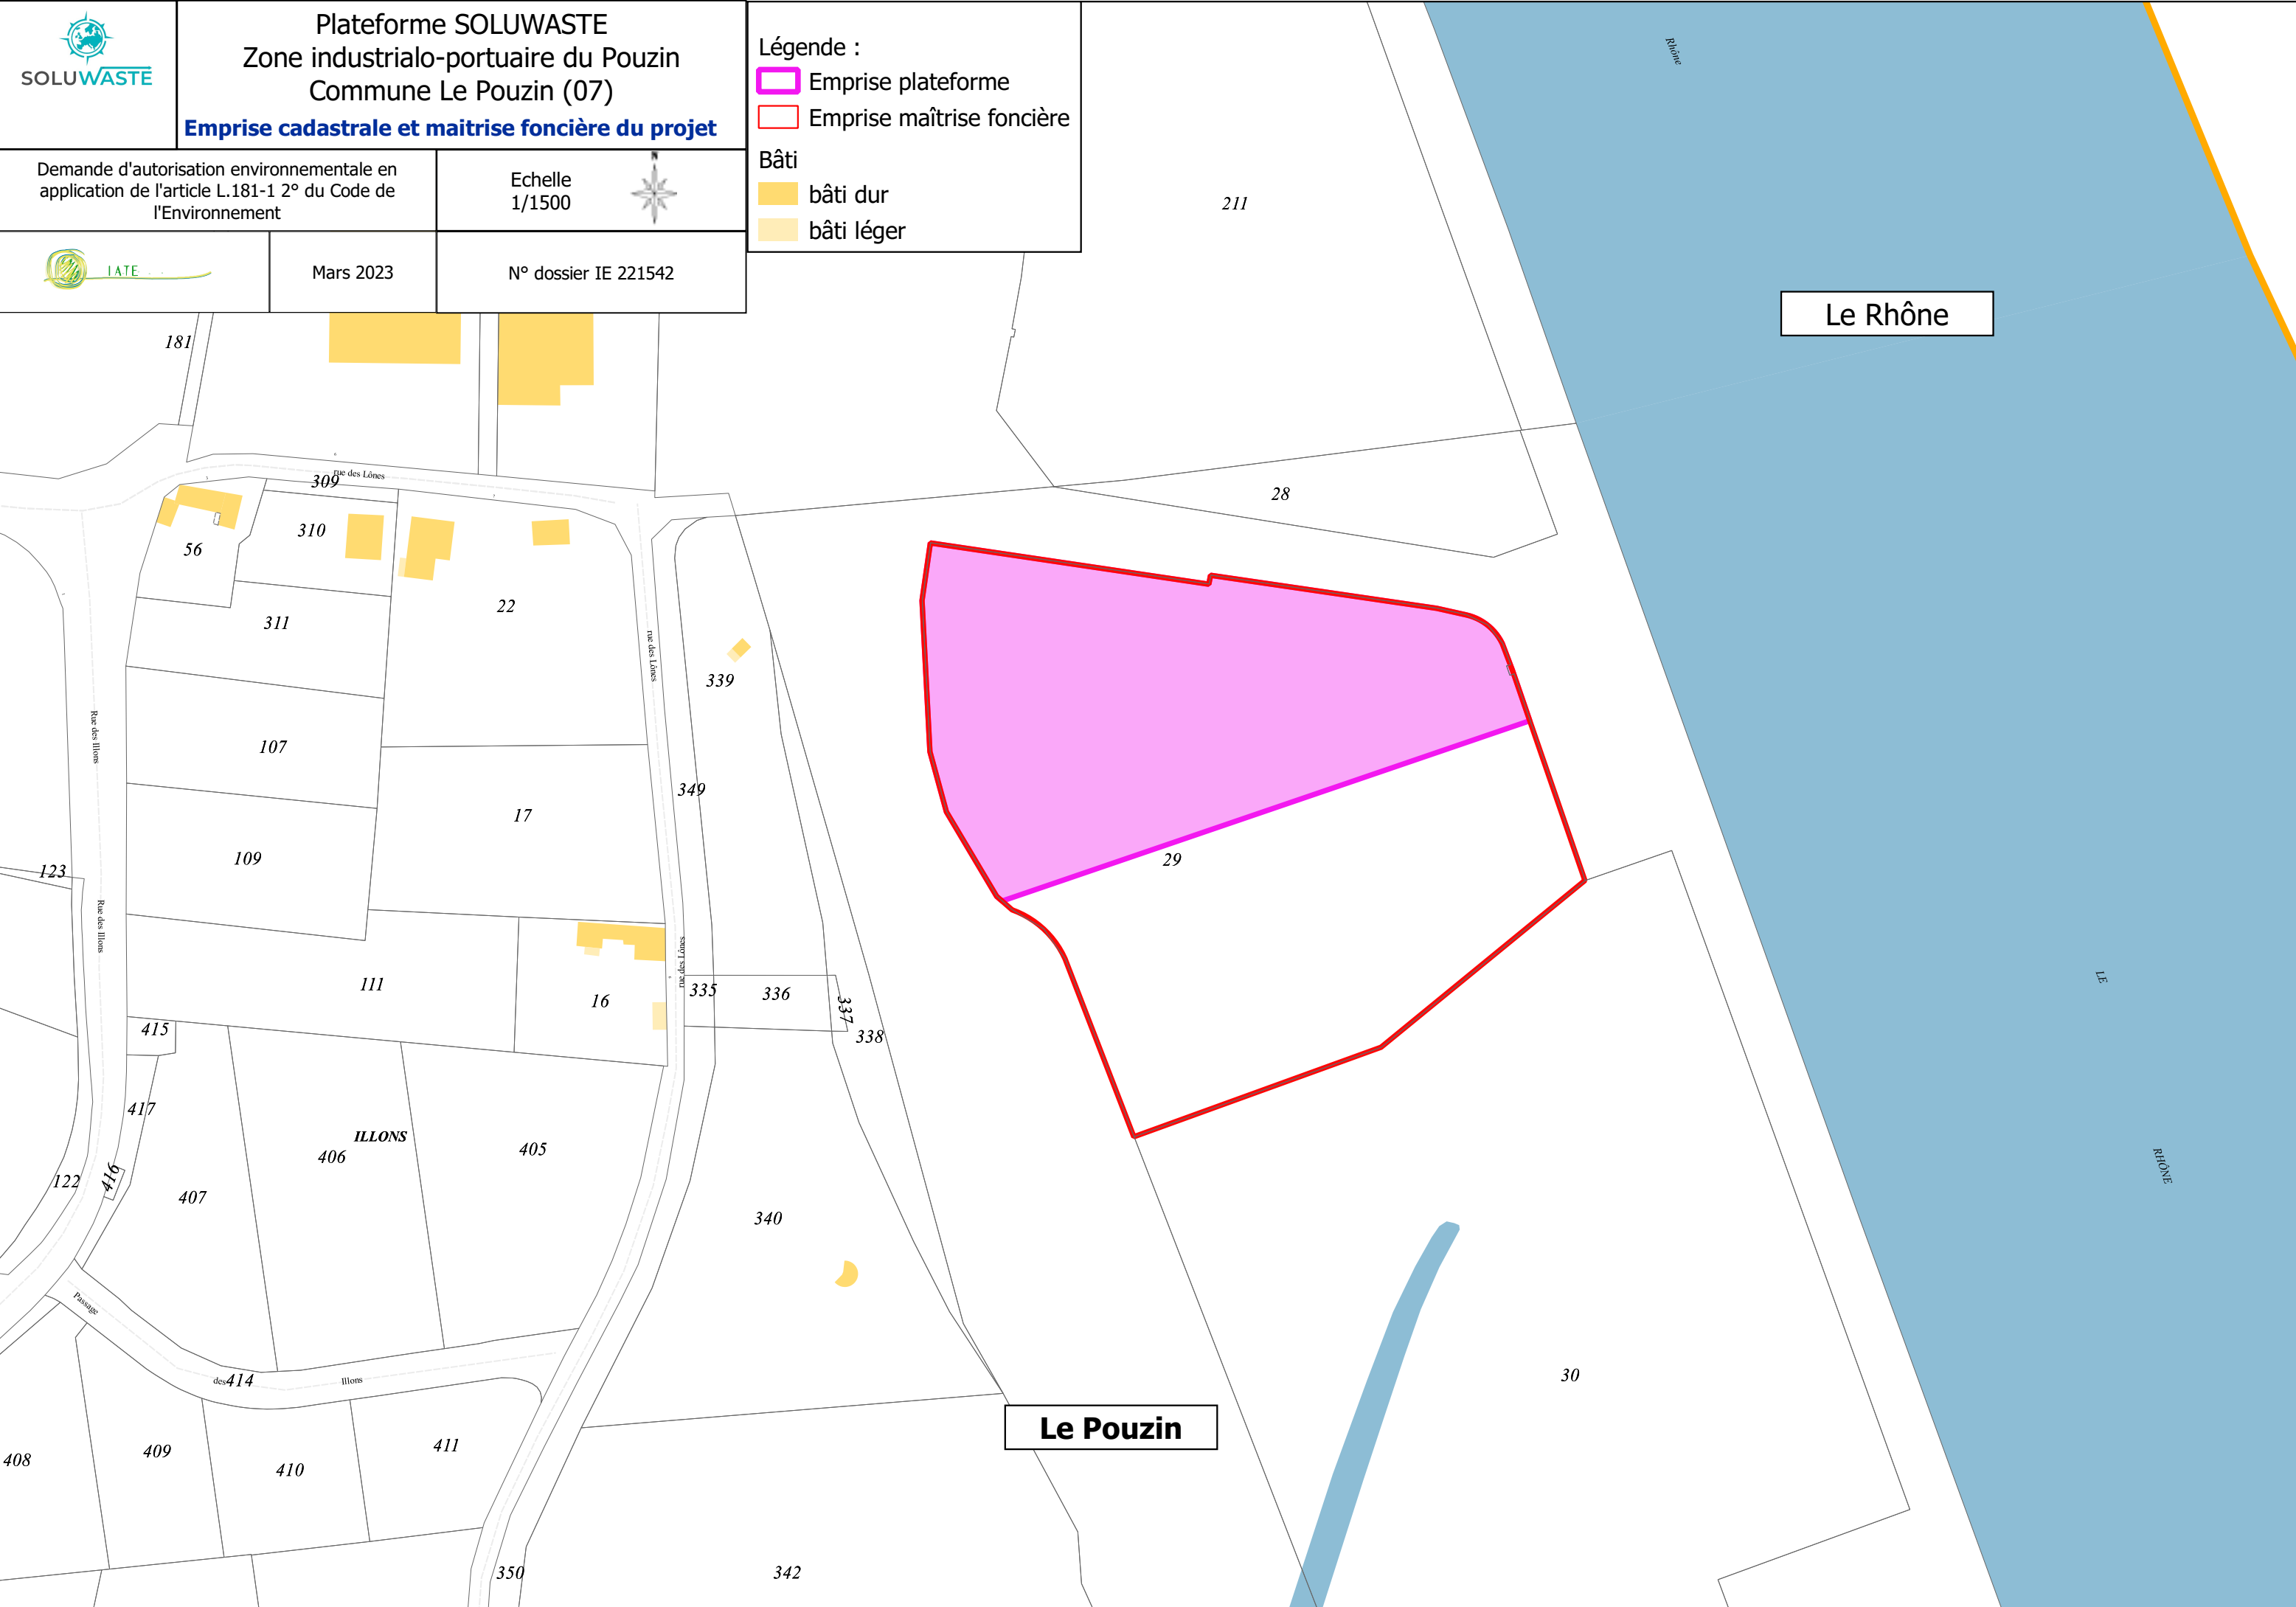 SOLUWASTE
Plateforme SOLUWASTE
Zone industrialo-portuaire du Pouzin
Commune Le Pouzin (07)
Emprise cadastrale et maitrise foncière du projet
Demande d'autorisation environnementale en
application de l'article L.181-1 2° du Code de
l'Environnement
Echelle
1/1500
N
IATE
Mars 2023
N° dossier IE 221542
Légende :
Emprise plateforme
Emprise maîtrise foncière
Bâti
bâti dur
bâti léger
Rhône
211
Le Rhône
181
rue des Lônes
309
28
310
56
22
311
rue des Lônes
339
Rue des Illons
107
349
17
109
29
123
Rue des Illons
rue des Lônes
111
16
335
336
337
338
LE
415
417
ILLONS
406
405
RHÔNE
122
416
407
340
Passage
des
414
Illons
30
Le Pouzin
408
409
410
411
350
342